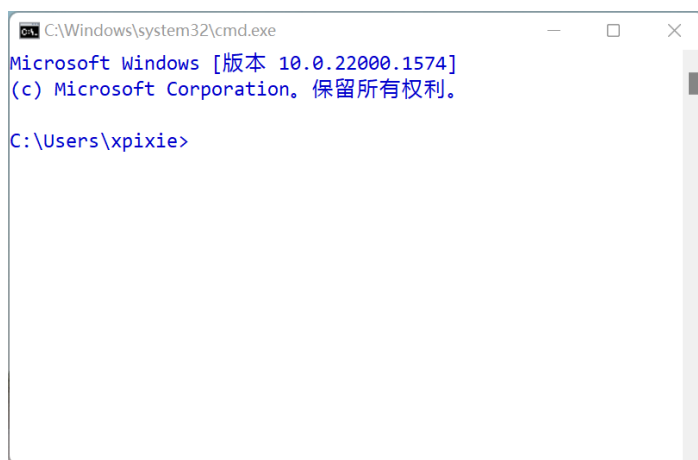 C:\Windows\system32\cmd.exe
Microsoft Windows [版本 10.0.22000.1574]
(c) Microsoft Corporation。保留所有权利。
C:\Users\xpixie>